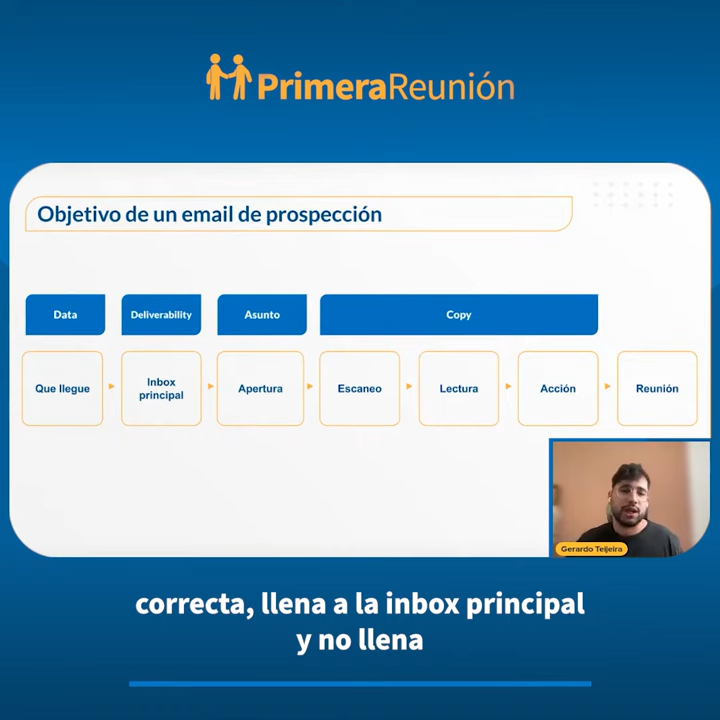 PrimeraReunión
Objetivo de un email de prospección
Data
Deliverability
Asunto
Copy
Que llegue
Inbox
principal
Apertura
Escaneo
Lectura
Acción
Reunión
Gerardo Teijeira
correcta, llena a la inbox principal
y no llena